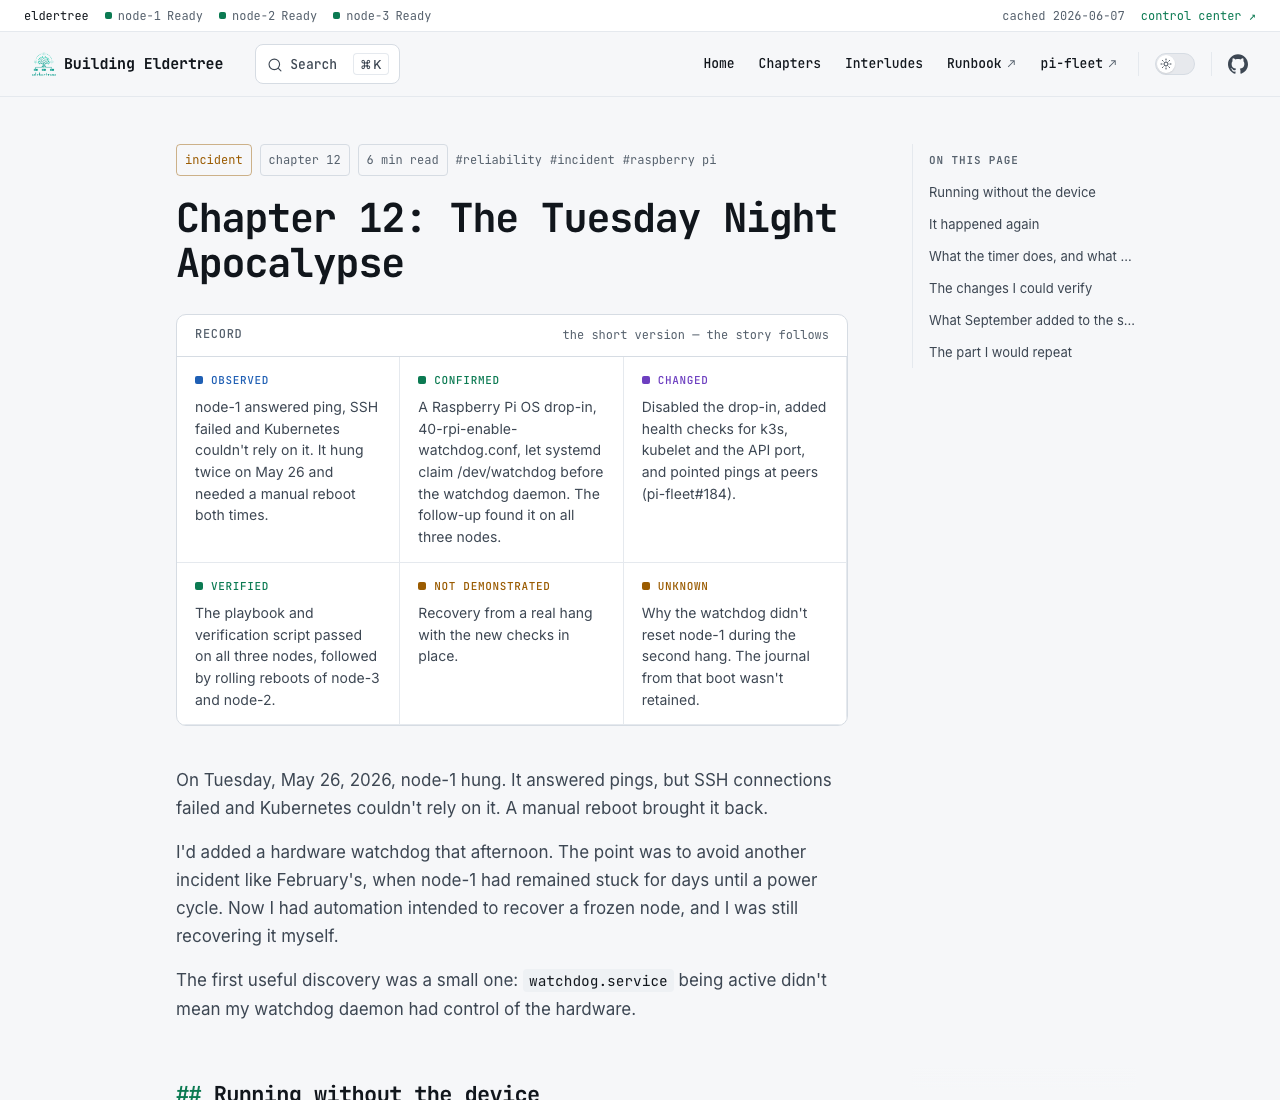 eldertree node-1 Ready node-2 Ready node-3 Ready cached 2026-06-07 control center ↗
Building Eldertree Search ⌘K Home Chapters Interludes Runbook ↗ pi-fleet ↗
incident chapter 12 6 min read #reliability #incident #raspberry pi
Chapter 12: The Tuesday Night
Apocalypse
RECORD the short version — the story follows
OBSERVED
node-1 answered ping, SSH
failed and Kubernetes
couldn't rely on it. It hung
twice on May 26 and
needed a manual reboot
both times.
CONFIRMED
A Raspberry Pi OS drop-in,
40-rpi-enable-
watchdog.conf, let systemd
claim /dev/watchdog before
the watchdog daemon. The
follow-up found it on all
three nodes.
CHANGED
Disabled the drop-in, added
health checks for k3s,
kubelet and the API port,
and pointed pings at peers
(pi-fleet#184).
VERIFIED
The playbook and
verification script passed
on all three nodes, followed
by rolling reboots of node-3
and node-2.
NOT DEMONSTRATED
Recovery from a real hang
with the new checks in
place.
UNKNOWN
Why the watchdog didn't
reset node-1 during the
second hang. The journal
from that boot wasn't
retained.
On Tuesday, May 26, 2026, node-1 hung. It answered pings, but SSH connections
failed and Kubernetes couldn't rely on it. A manual reboot brought it back.
I'd added a hardware watchdog that afternoon. The point was to avoid another
incident like February's, when node-1 had remained stuck for days until a power
cycle. Now I had automation intended to recover a frozen node, and I was still
recovering it myself.
The first useful discovery was a small one: watchdog.service being active didn't
mean my watchdog daemon had control of the hardware.
## Running without the device
ON THIS PAGE
Running without the device
It happened again
What the timer does, and what ...
The changes I could verify
What September added to the s...
The part I would repeat